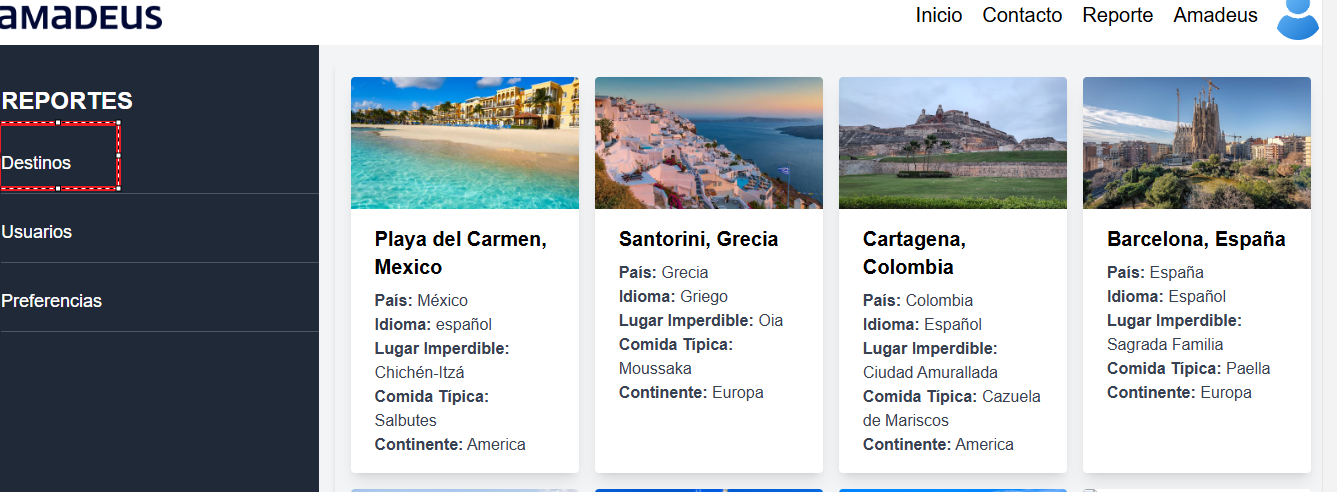 aMaDEUS
Inicio Contacto Reporte Amadeus
REPORTES
Destinos
Usuarios
Preferencias
Playa del Carmen,
Mexico
País: México
Idioma: español
Lugar Imperdible:
Chichén-Itzá
Comida Típica:
Salbutes
Continente: America
Santorini, Grecia
País: Grecia
Idioma: Griego
Lugar Imperdible: Oia
Comida Típica:
Moussaka
Continente: Europa
Cartagena,
Colombia
País: Colombia
Idioma: Español
Lugar Imperdible:
Ciudad Amurallada
Comida Típica: Cazuela
de Mariscos
Continente: America
Barcelona, España
País: España
Idioma: Español
Lugar Imperdible:
Sagrada Familia
Comida Típica: Paella
Continente: Europa